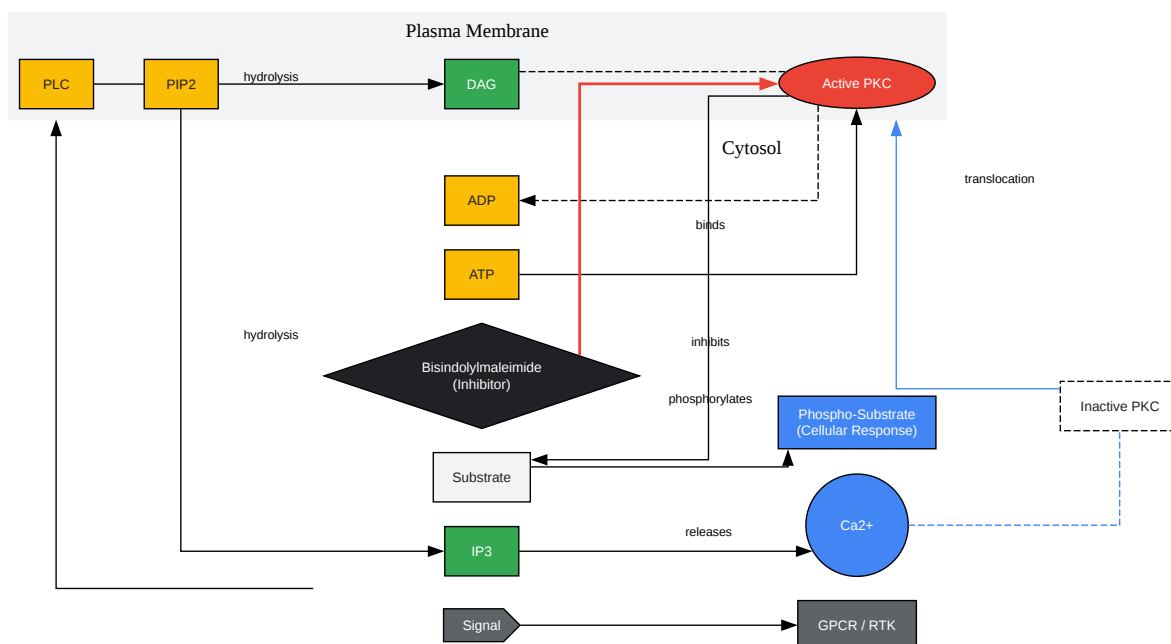 Plasma Membrane
PLC
PIP2
hydrolysis
DAG
Active PKC
Cytosol
translocation
ADP
binds
ATP
hydrolysis
inhibits
Bisindolylmaleimide
(Inhibitor)
phosphorylates
Inactive PKC
Phospho-Substrate
(Cellular Response)
Substrate
Ca2+
releases
IP3
Signal
GPCR / RTK